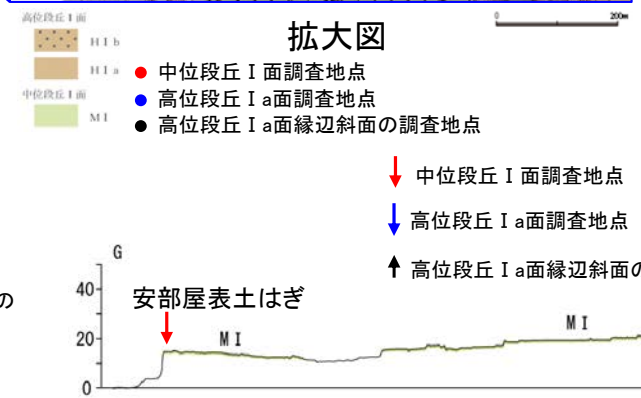 高位段丘Ⅰ面
HⅠb
HⅠa
中位段丘Ⅰ面
MⅠ
拡大図
0 200m
● 中位段丘Ⅰ面調査地点
● 高位段丘Ⅰa面調査地点
● 高位段丘Ⅰa面縁辺斜面の調査地点
↓ 中位段丘Ⅰ面調査地点
↓ 高位段丘Ⅰa面調査地点
↑ 高位段丘Ⅰa面縁辺斜面の
の
G
40
安部屋表土はぎ
20
MⅠ
MⅠ
0